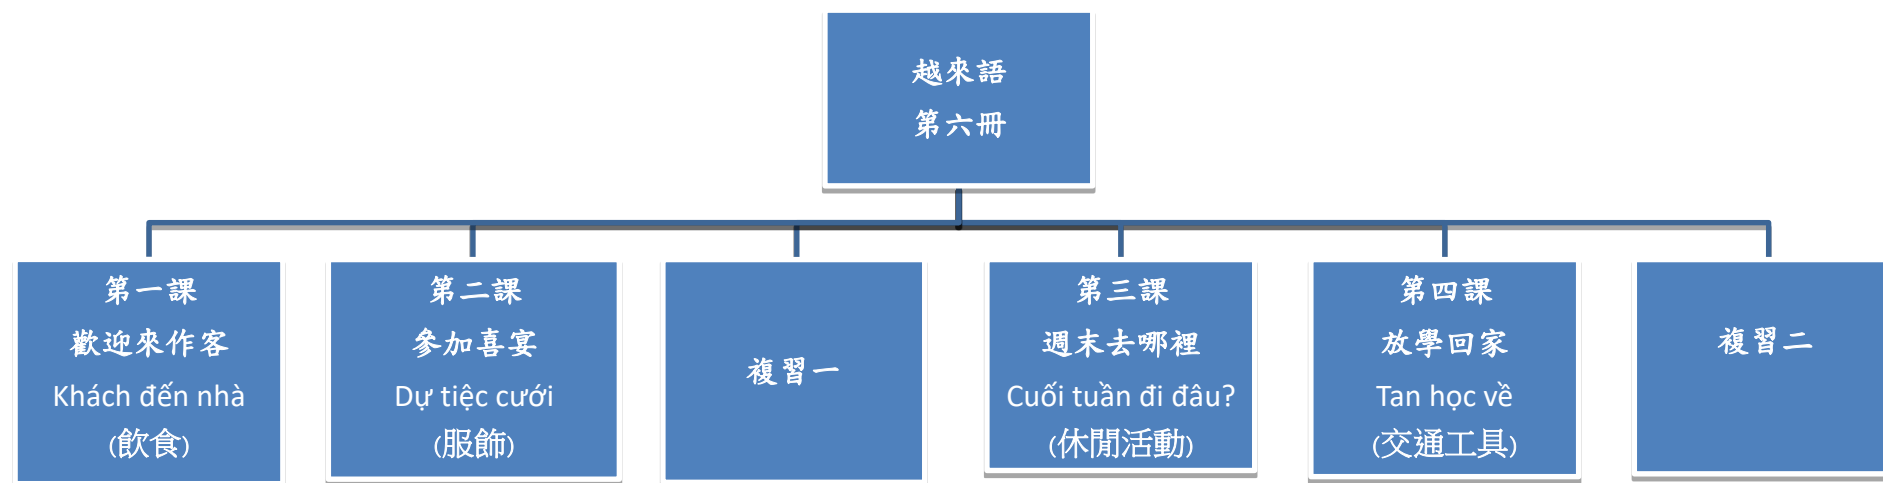 越來語
第六冊
第一課
歡迎來作客
Khách đến nhà
(飲食)
第二課
參加喜宴
Dự tiệc cưới
(服飾)
複習一
第三課
週末去哪裡
Cuối tuần đi đâu?
(休閒活動)
第四課
放學回家
Tan học về
(交通工具)
複習二